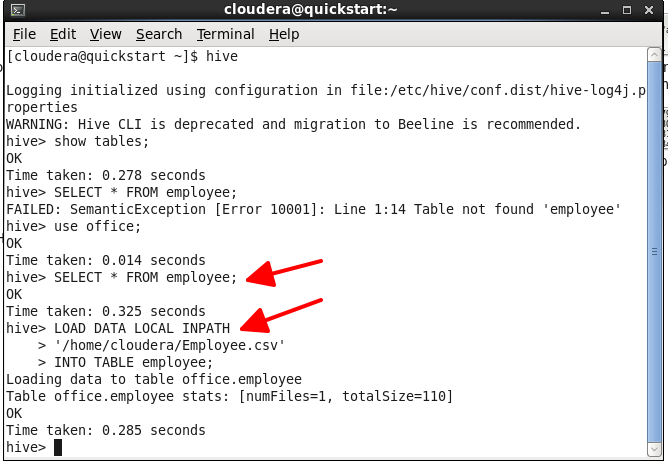 cloudera@quickstart:~
File Edit View Search Terminal Help
[cloudera@quickstart ~]$ hive
Logging initialized using configuration in file:/etc/hive/conf.dist/hive-log4j.p
roperties
WARNING: Hive CLI is deprecated and migration to Beeline is recommended.
hive> show tables;
OK
Time taken: 0.278 seconds
hive> SELECT * FROM employee;
FAILED: SemanticException [Error 10001]: Line 1:14 Table not found 'employee'
hive> use office;
OK
Time taken: 0.014 seconds
hive> SELECT * FROM employee;
OK
Time taken: 0.325 seconds
hive> LOAD DATA LOCAL INPATH
    > '/home/cloudera/Employee.csv'
    > INTO TABLE employee;
Loading data to table office.employee
Table office.employee stats: [numFiles=1, totalSize=110]
OK
Time taken: 0.285 seconds
hive>